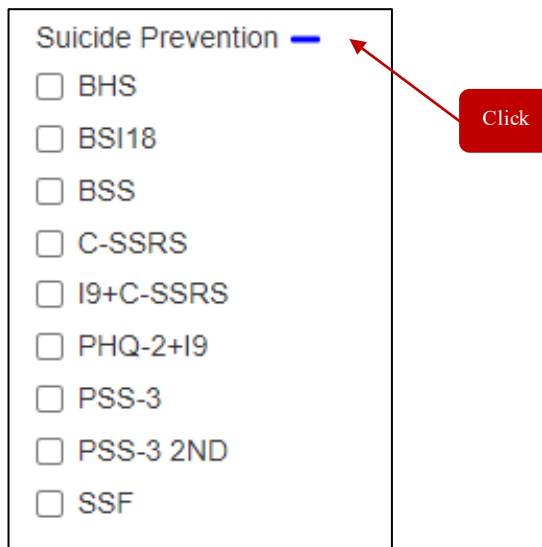 Suicide Prevention
Click
BHS
BSI18
BSS
C-SSRS
I9+C-SSRS
PHQ-2+I9
PSS-3
PSS-3 2ND
SSF